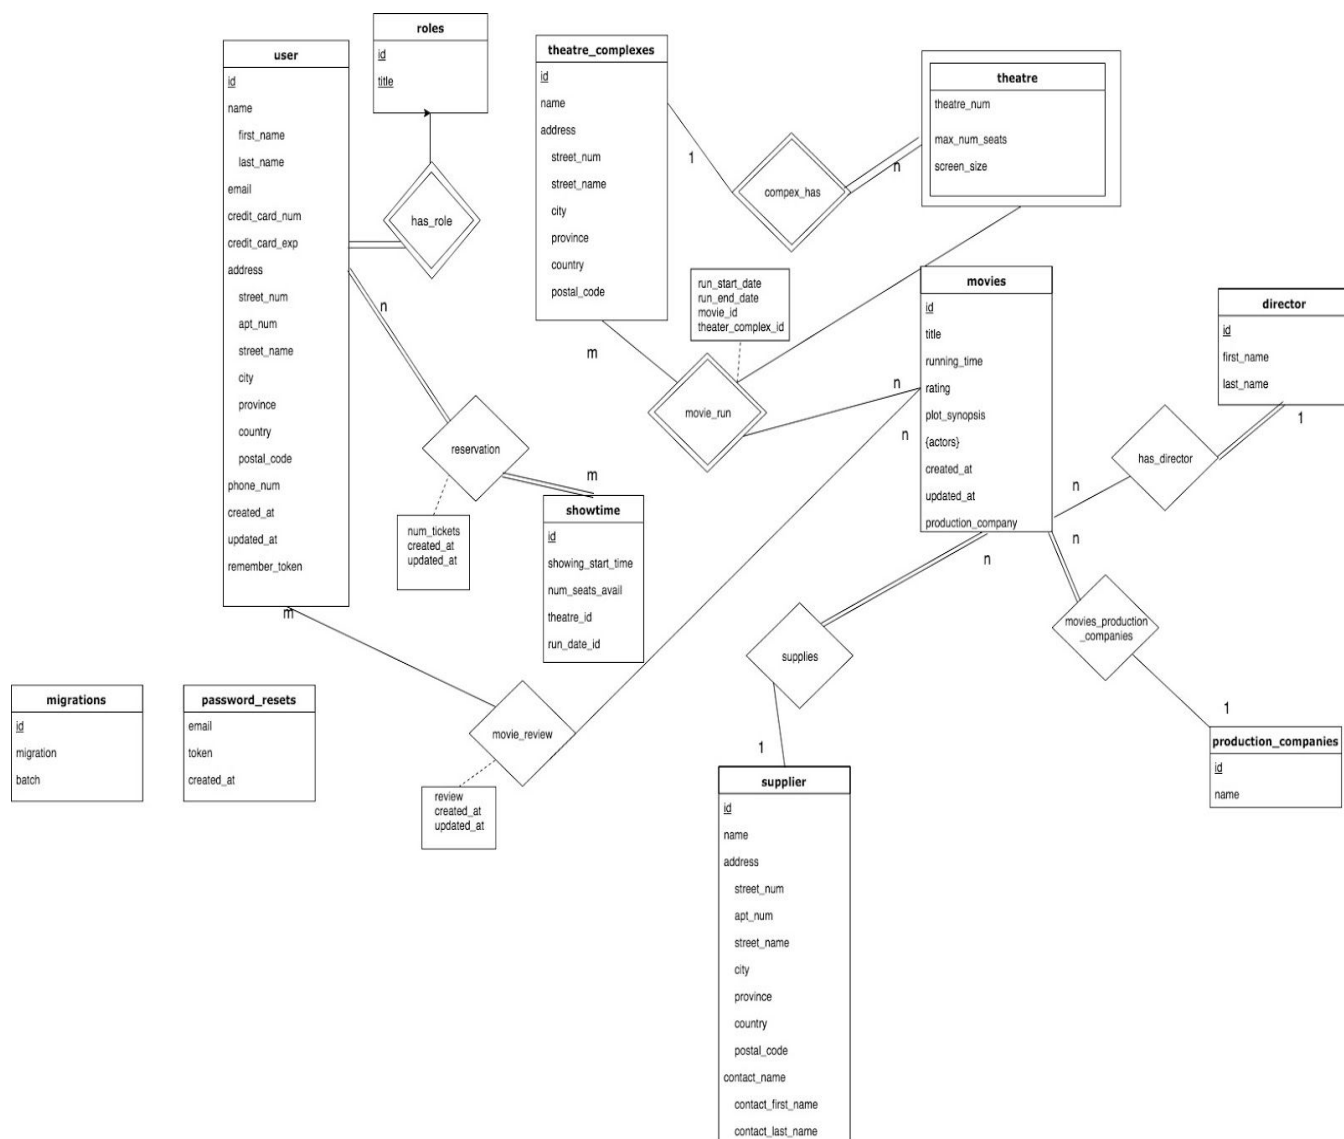 roles
id
title
user
id
name
first_name
last_name
email
credit_card_num
credit_card_exp
address
street_num
apt_num
street_name
city
province
country
postal_code
phone_num
created_at
updated_at
remember_token
has_role
n
theatre_complexes
id
name
address
street_num
street_name
city
province
country
postal_code
1
compex_has
n
theatre
theatre_num
max_num_seats
screen_size
run_start_date
run_end_date
movie_id
theater_complex_id
m
movie_run
n
n
movies
id
title
running_time
rating
plot_synopsis
{actors}
created_at
updated_at
production_company
director
id
first_name
last_name
1
has_director
n
reservation
m
num_tickets
created_at
updated_at
showtime
id
showing_start_time
num_seats_avail
theatre_id
run_date_id
n
n
movies_production
_companies
supplies
1
production_companies
id
name
m
migrations
id
migration
batch
password_resets
email
token
created_at
movie_review
review
created_at
updated_at
1
supplier
id
name
address
street_num
apt_num
street_name
city
province
country
postal_code
contact_name
contact_first_name
contact_last_name